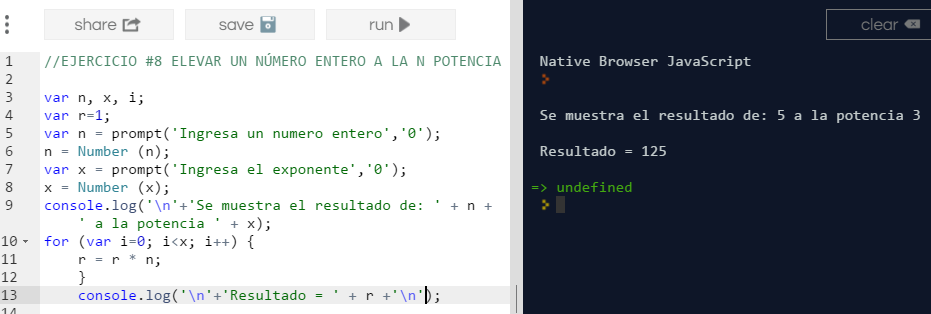 share save run clear
1 //EJERCICIO #8 ELEVAR UN NÚMERO ENTERO A LA N POTENCIA
2
3 var n, x, i;
4 var r=1;
5 var n = prompt('Ingresa un numero entero','0');
6 n = Number (n);
7 var x = prompt('Ingresa el exponente','0');
8 x = Number (x);
9 console.log('\n'+'Se muestra el resultado de: ' + n +
' a la potencia ' + x);
10 for (var i=0; i<x; i++) {
11 r = r * n;
12 }
13 console.log('\n'+'Resultado = ' + r +'\n');
14
Native Browser JavaScript
Se muestra el resultado de: 5 a la potencia 3
Resultado = 125
=> undefined